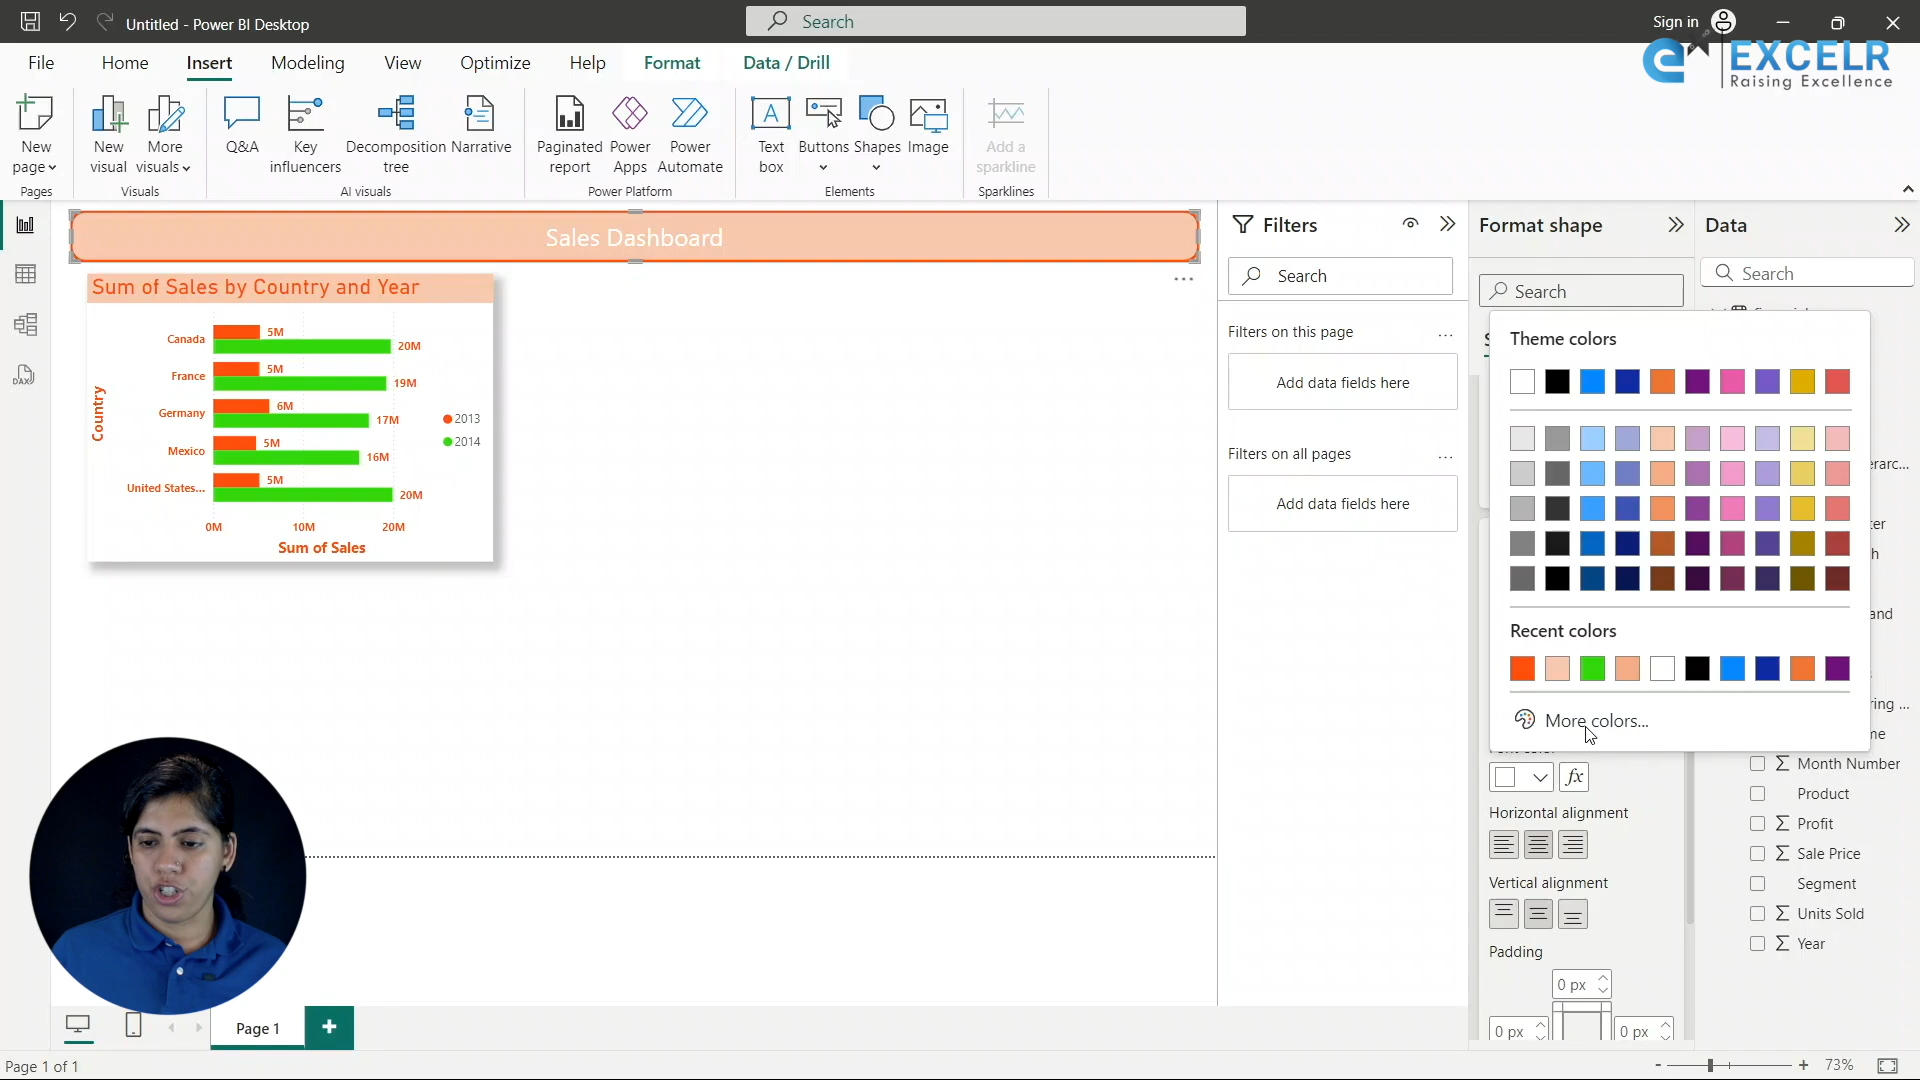 Untitled - Power BI Desktop
Search
Sign in
EXCELR
Raising Excellence
File
Home
Insert
Modeling
View
Optimize
Help
Format
Data / Drill
New page
New visual
More visuals
Q&A
Key influencers
Decomposition tree
Narrative
Paginated report
Power Apps
Power Automate
Text box
Buttons
Shapes
Image
Add a sparkline
Pages
Visuals
AI visuals
Power Platform
Elements
Sparklines
Sales Dashboard
Sum of Sales by Country and Year
Country
Canada
5M
20M
France
5M
19M
Germany
6M
17M
Mexico
5M
16M
United States...
5M
20M
0M
10M
20M
Sum of Sales
2013
2014
Filters
Search
Filters on this page
Add data fields here
Filters on all pages
Add data fields here
Format shape
Search
Theme colors
Recent colors
More colors...
fx
Horizontal alignment
Vertical alignment
Padding
0 px
0 px
0 px
Data
Search
Month Number
Product
Profit
Sale Price
Segment
Units Sold
Year
DAX
Page 1
Page 1 of 1
73%